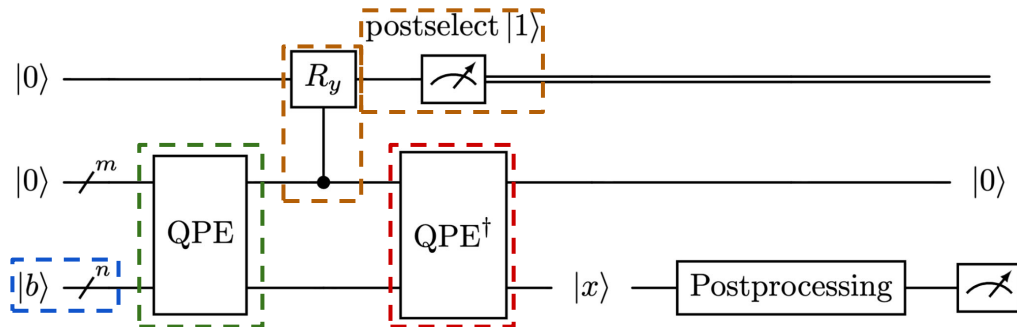 postselect |1⟩
|0⟩ R_y
|0⟩ m |0⟩
QPE QPE†
|b⟩ n |x⟩ Postprocessing